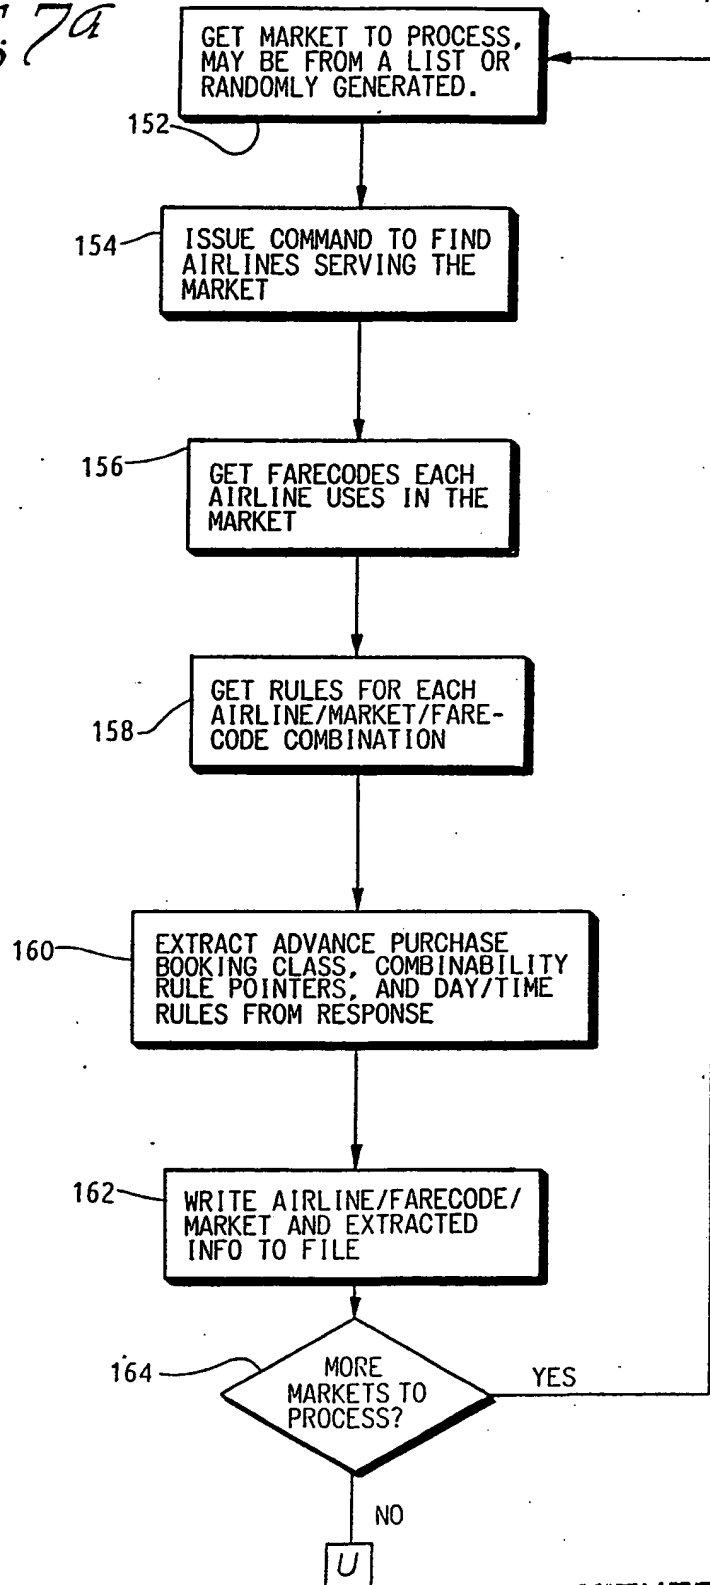 7a
GET MARKET TO PROCESS,
MAY BE FROM A LIST OR
RANDOMLY GENERATED.
152
154
ISSUE COMMAND TO FIND
AIRLINES SERVING THE
MARKET
156
GET FARECODES EACH
AIRLINE USES IN THE
MARKET
158
GET RULES FOR EACH
AIRLINE/MARKET/FARE-
CODE COMBINATION
160
EXTRACT ADVANCE PURCHASE
BOOKING CLASS, COMBINABILITY
RULE POINTERS, AND DAY/TIME
RULES FROM RESPONSE
162
WRITE AIRLINE/FARECODE/
MARKET AND EXTRACTED
INFO TO FILE
164
MORE
MARKETS TO
PROCESS?
YES
NO
U